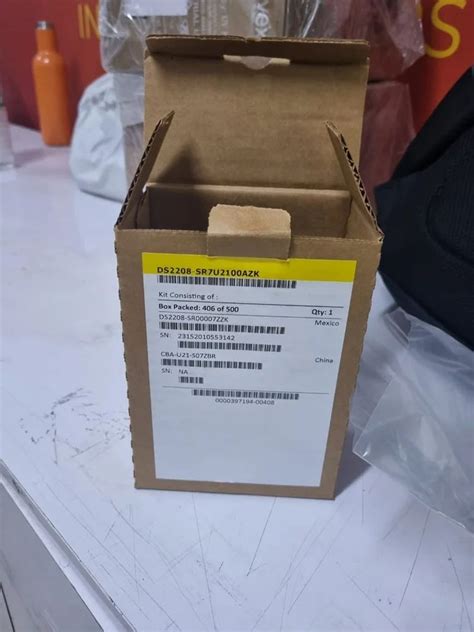 IN
S
DS2208-SR7U2100AZK
Kit Consisting of :
Box Packed: 406 of 500 Qty: 1
DS2208-SR00007ZZK Mexico
SN: 23152010553142
CBA-U21-S07ZBR China
SN: NA
0000397194-00408